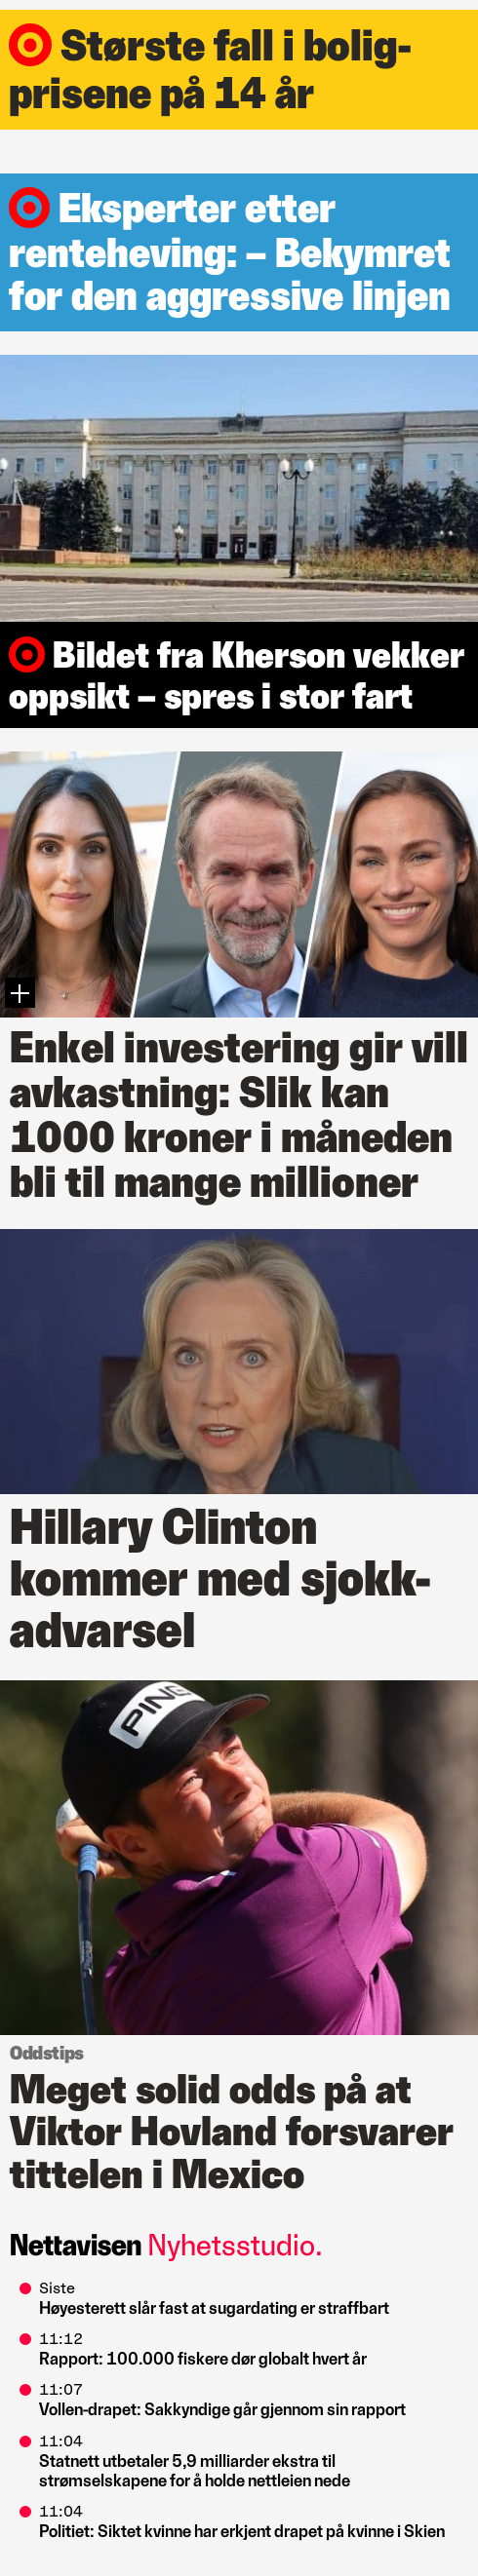 Største fall i bolig-
prisene på 14 år
Eksperter etter
renteheving: – Bekymret
for den aggressive linjen
Bildet fra Kherson vekker
oppsikt – spres i stor fart
Enkel investering gir vill
avkastning: Slik kan
1000 kroner i måneden
bli til mange millioner
Hillary Clinton
kommer med sjokk-
advarsel
PING
Oddstips
Meget solid odds på at
Viktor Hovland forsvarer
tittelen i Mexico
Nettavisen Nyhetsstudio.
Siste
Høyesterett slår fast at sugardating er straffbart
11:12
Rapport: 100.000 fiskere dør globalt hvert år
11:07
Vollen-drapet: Sakkyndige går gjennom sin rapport
11:04
Statnett utbetaler 5,9 milliarder ekstra til
strømselskapene for å holde nettleien nede
11:04
Politiet: Siktet kvinne har erkjent drapet på kvinne i Skien